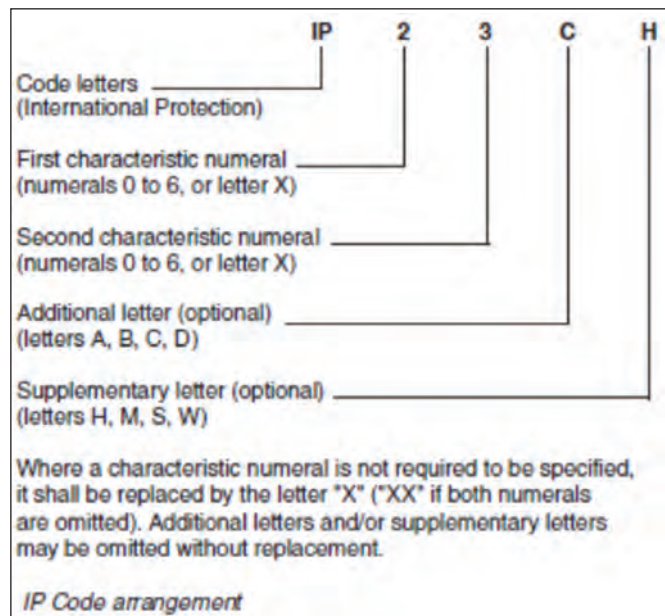 IP 2 3 C H
Code letters
(International Protection)
First characteristic numeral
(numerals 0 to 6, or letter X)
Second characteristic numeral
(numerals 0 to 6, or letter X)
Additional letter (optional)
(letters A, B, C, D)
Supplementary letter (optional)
(letters H, M, S, W)
Where a characteristic numeral is not required to be specified,
it shall be replaced by the letter "X" ("XX" if both numerals
are omitted). Additional letters and/or supplementary letters
may be omitted without replacement.
IP Code arrangement